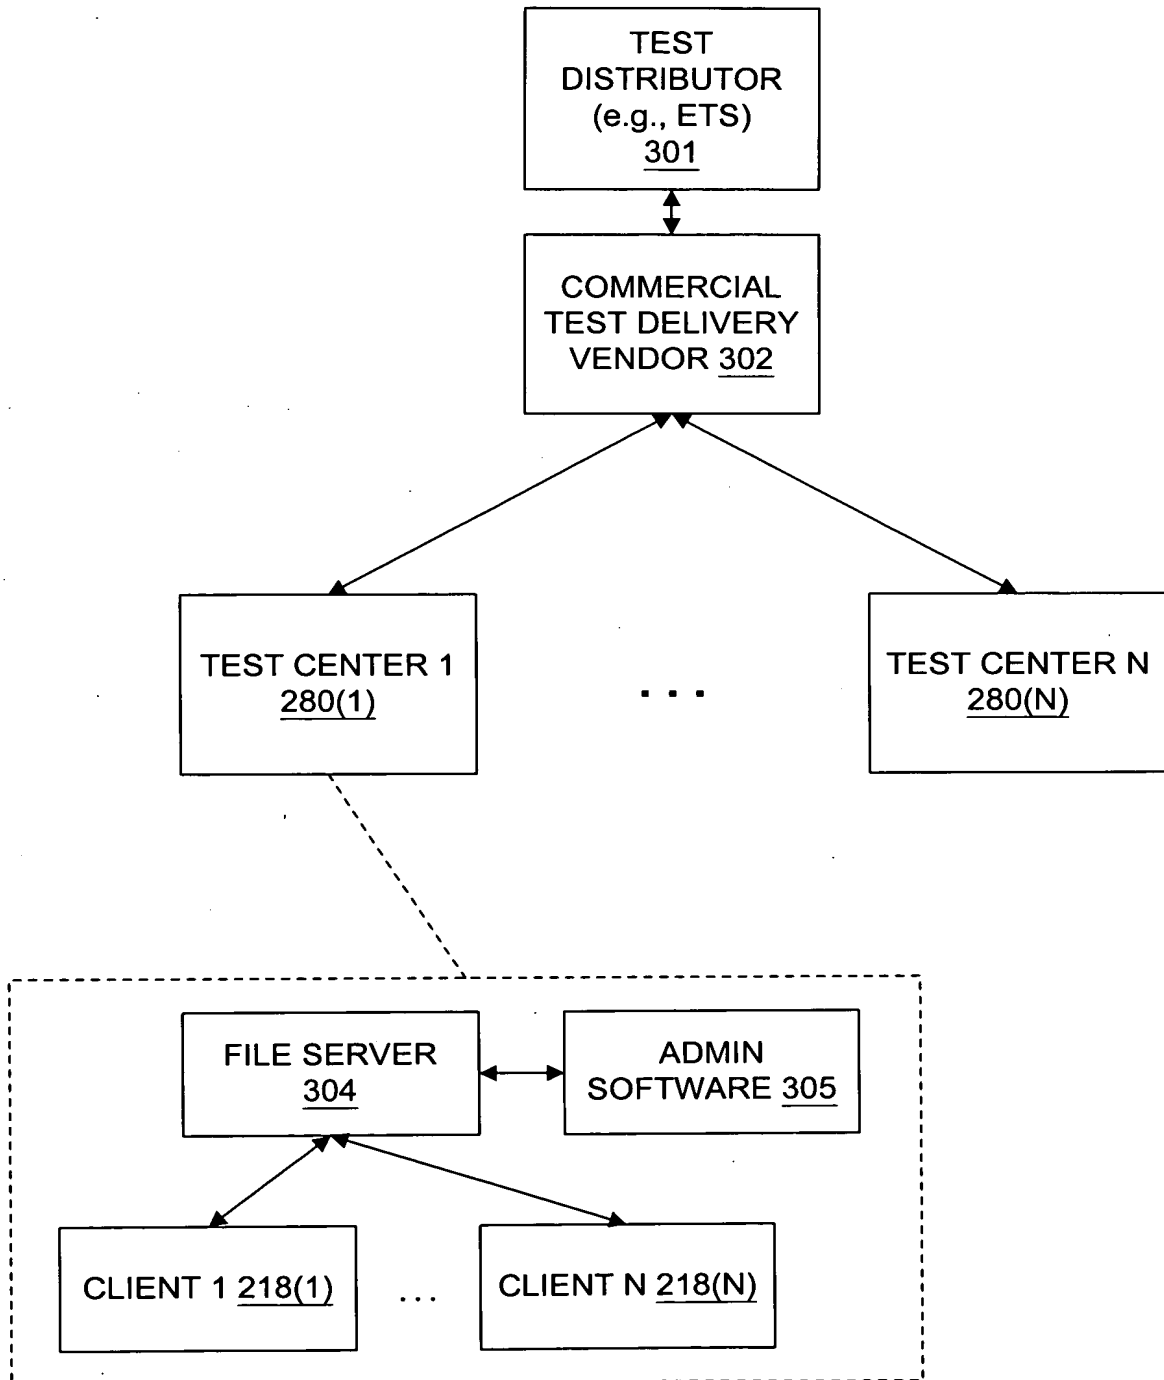 TEST
DISTRIBUTOR
(e.g., ETS)
301
COMMERCIAL
TEST DELIVERY
VENDOR 302
TEST CENTER 1
280(1)
. . .
TEST CENTER N
280(N)
FILE SERVER
304
ADMIN
SOFTWARE 305
CLIENT 1 218(1)
. . .
CLIENT N 218(N)